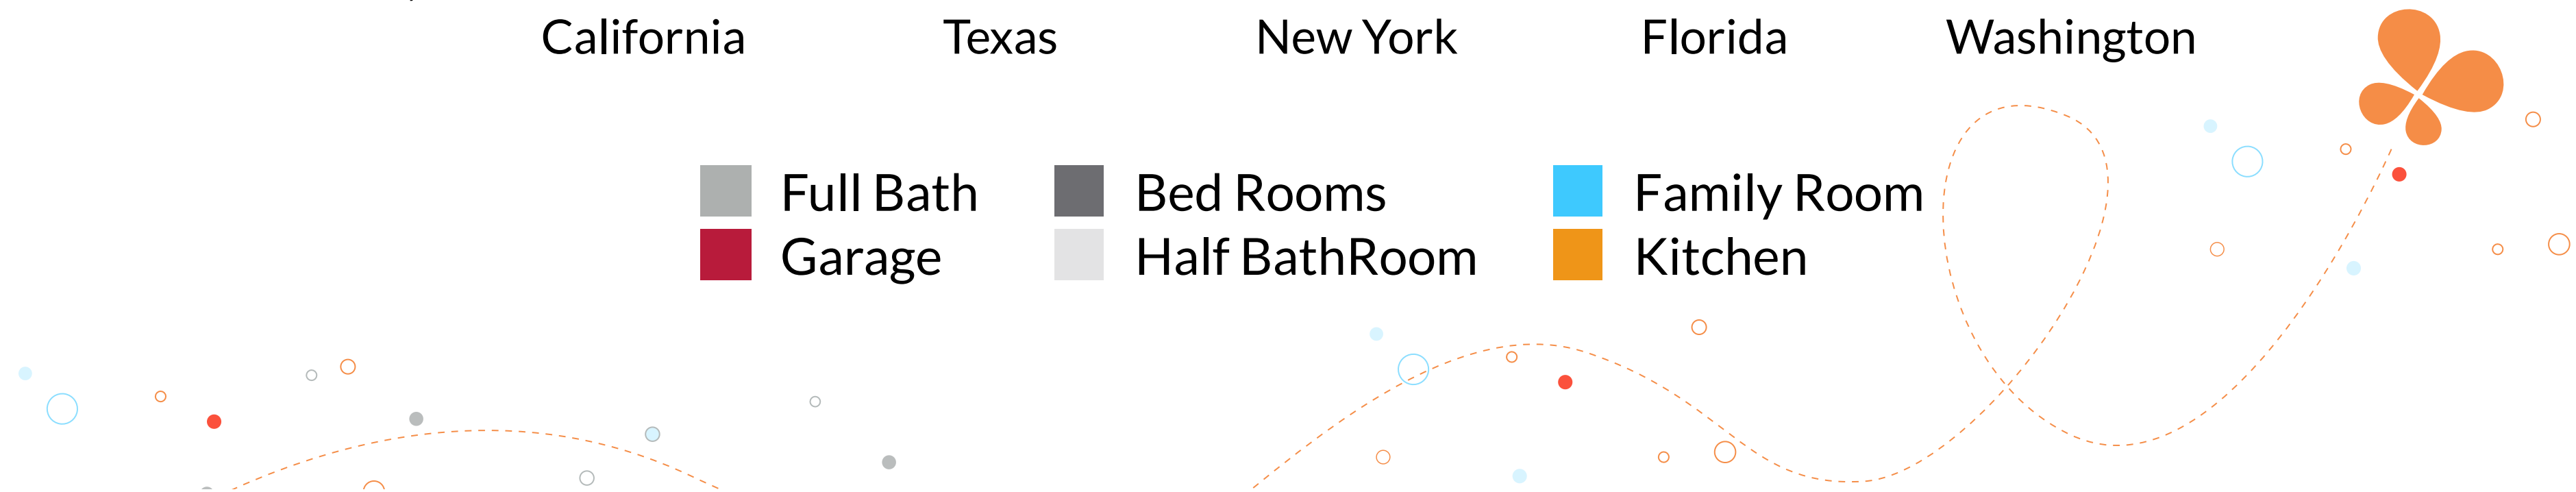 California Texas New York Florida Washington
Full Bath Bed Rooms Family Room
Garage Half BathRoom Kitchen